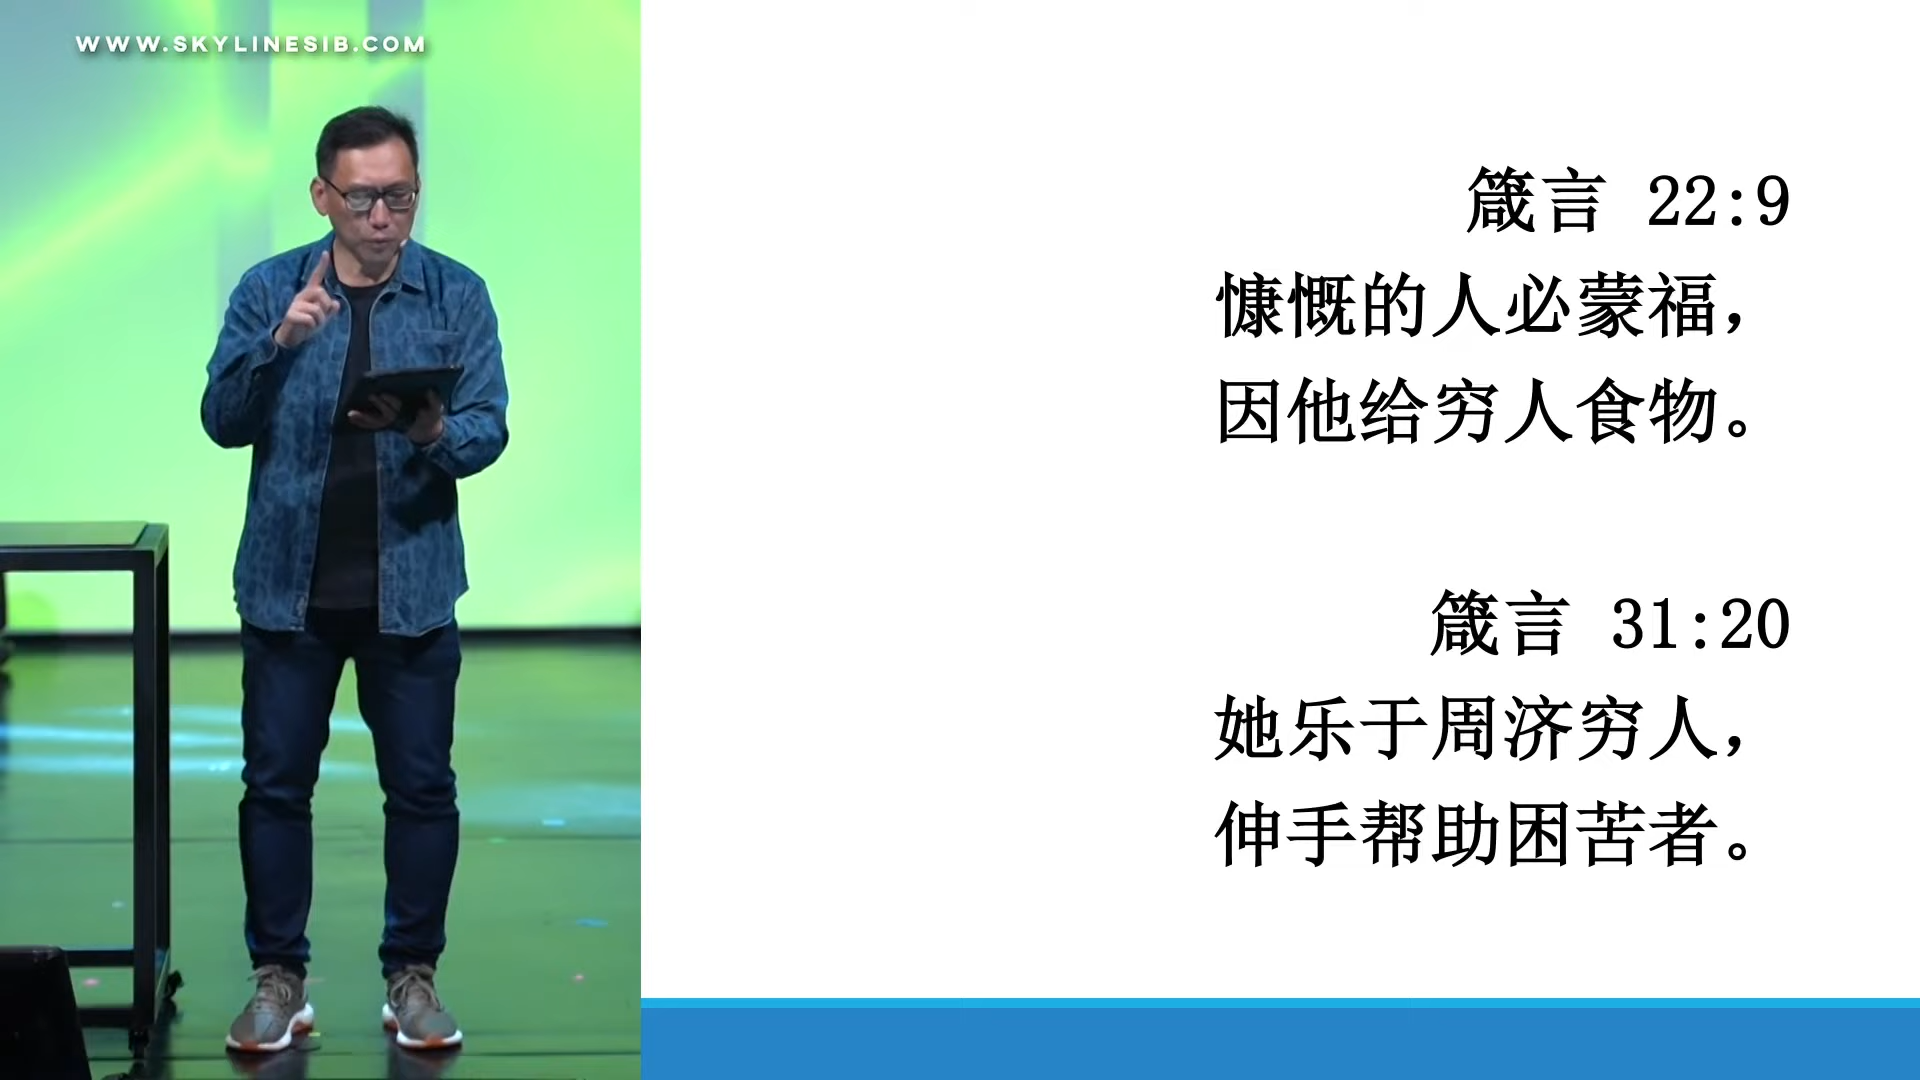 WWW.SKYLINESIB.COM
箴言 22:9
慷慨的人必蒙福，
因他给穷人食物。
箴言 31:20
她乐于周济穷人，
伸手帮助困苦者。